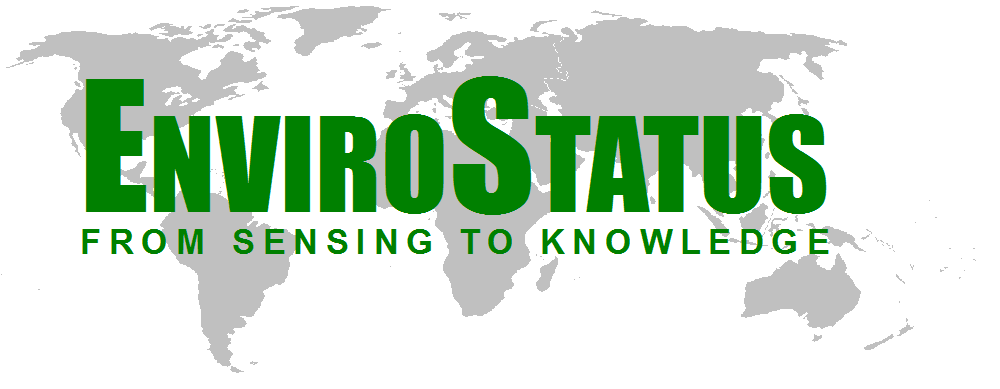 ENVIROSTATUS
FROM SENSING TO KNOWLEDGE